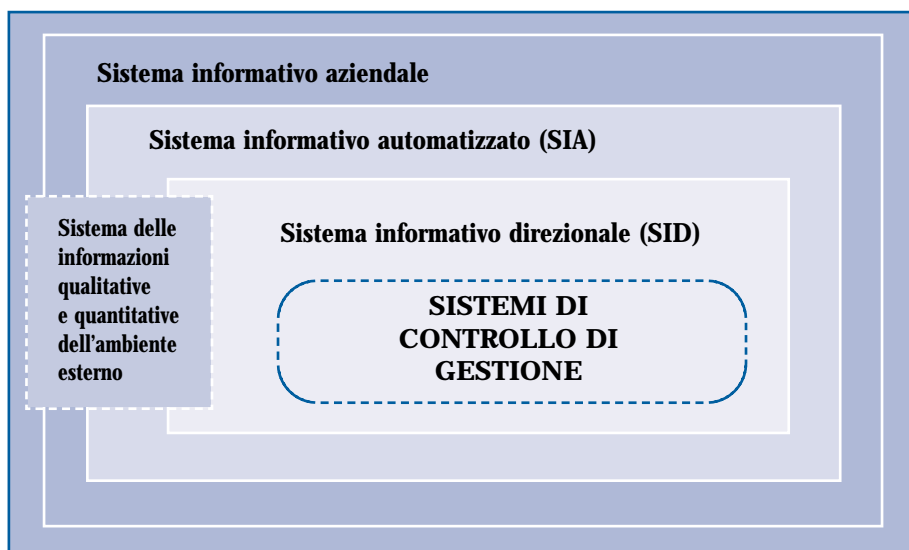 Sistema informativo aziendale
Sistema informativo automatizzato (SIA)
Sistema delle
informazioni
qualitative
e quantitative
dell'ambiente
esterno
Sistema informativo direzionale (SID)
SISTEMI DI
CONTROLLO DI
GESTIONE